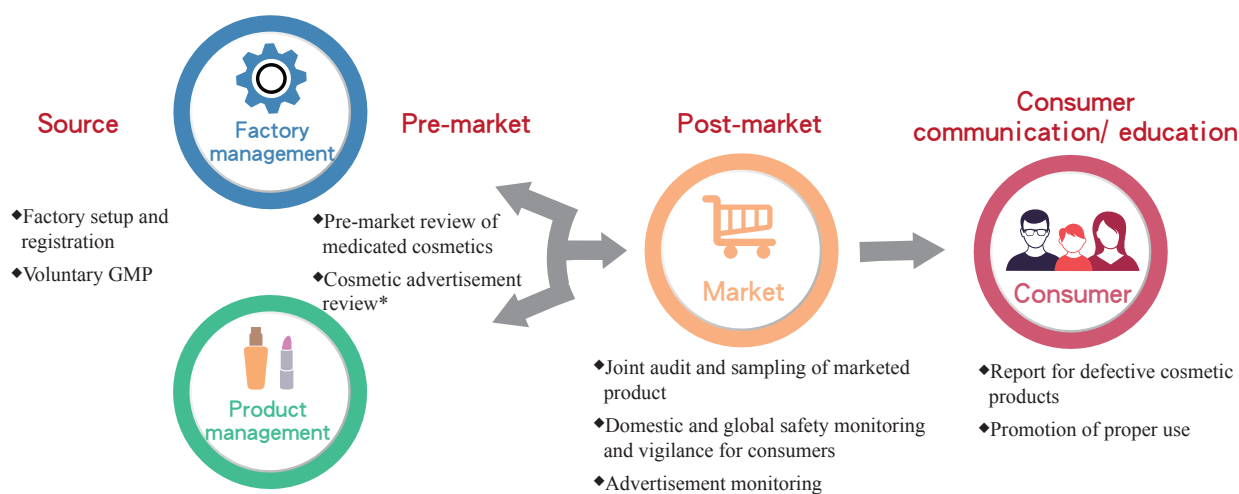 Source
Factory
management
Pre-market
Post-market
Consumer
communication/ education
◆Factory setup and
registration
◆Voluntary GMP
◆Pre-market review of
medicated cosmetics
◆Cosmetic advertisement
review*
Product
management
Market
◆Joint audit and sampling of marketed
product
◆Domestic and global safety monitoring
and vigilance for consumers
◆Advertisement monitoring
Consumer
◆Report for defective cosmetic
products
◆Promotion of proper use